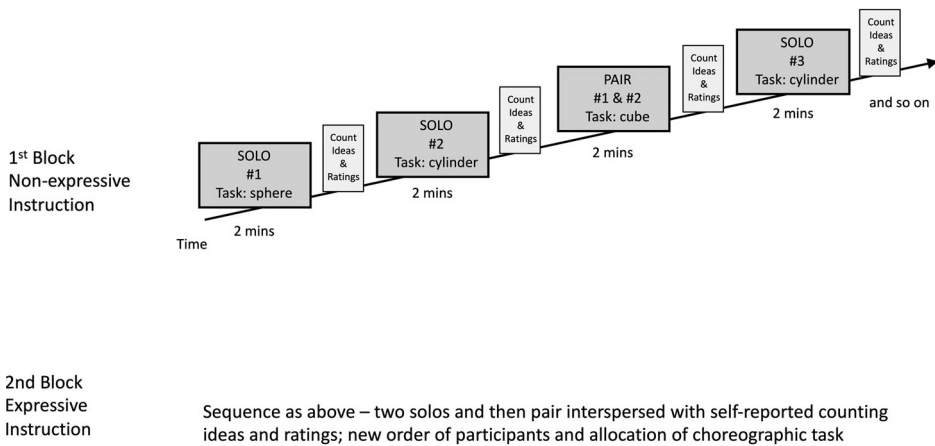 1st Block
Non-expressive
Instruction
Time
SOLO
#1
Task: sphere
2 mins
Count
Ideas
&
Ratings
SOLO
#2
Task: cylinder
2 mins
Count
Ideas
&
Ratings
PAIR
#1 & #2
Task: cube
2 mins
Count
Ideas
&
Ratings
SOLO
#3
Task: cylinder
2 mins
Count
Ideas
&
Ratings
and so on
2nd Block
Expressive
Instruction
Sequence as above – two solos and then pair interspersed with self-reported counting
ideas and ratings; new order of participants and allocation of choreographic task